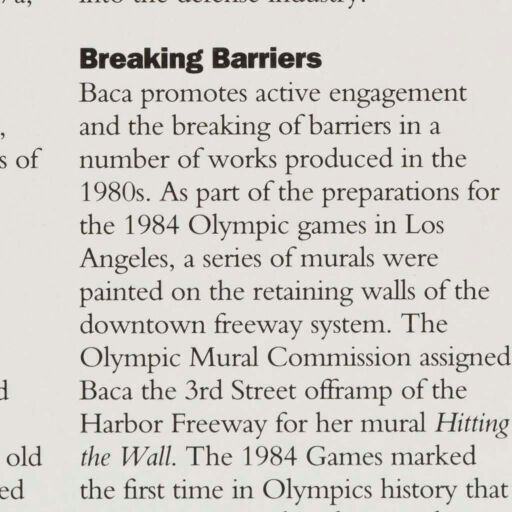 into the defense industry.
Breaking Barriers
Baca promotes active engagement
and the breaking of barriers in a
number of works produced in the
1980s. As part of the preparations for
the 1984 Olympic games in Los
Angeles, a series of murals were
painted on the retaining walls of the
downtown freeway system. The
Olympic Mural Commission assigned
Baca the 3rd Street offramp of the
Harbor Freeway for her mural Hitting
the Wall. The 1984 Games marked
the first time in Olympics history that
s of
old